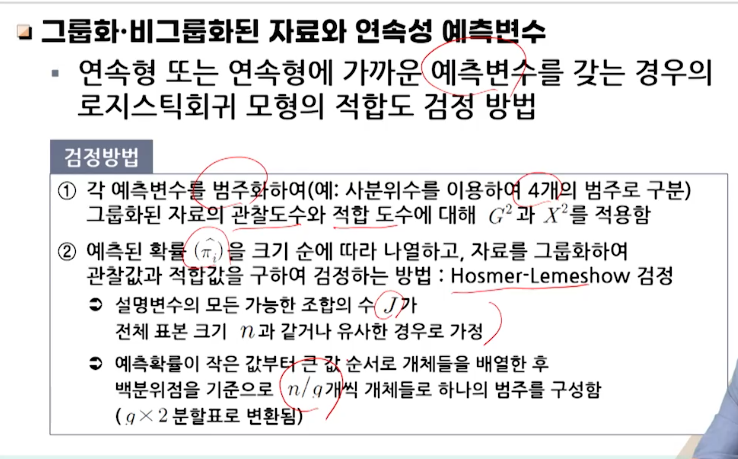 그룹화·비그룹화된 자료와 연속성 예측변수
연속형 또는 연속형에 가까운 예측변수를 갖는 경우의
로지스틱회귀 모형의 적합도 검정 방법
검정방법
① 각 예측변수를 범주화하여(예: 사분위수를 이용하여 4개의 범주로 구분)
그룹화된 자료의 관찰도수와 적합 도수에 대해 G² 과 X²를 적용함
② 예측된 확률 (π̂ᵢ)을 크기 순에 따라 나열하고, 자료를 그룹화하여
관찰값과 적합값을 구하여 검정하는 방법 : Hosmer-Lemeshow 검정
➲ 설명변수의 모든 가능한 조합의 수 J가
전체 표본 크기 n과 같거나 유사한 경우로 가정
➲ 예측확률이 작은 값부터 큰 값 순서로 개체들을 배열한 후
백분위점을 기준으로 n/g개씩 개체들로 하나의 범주를 구성함
(g×2 분할표로 변환됨)